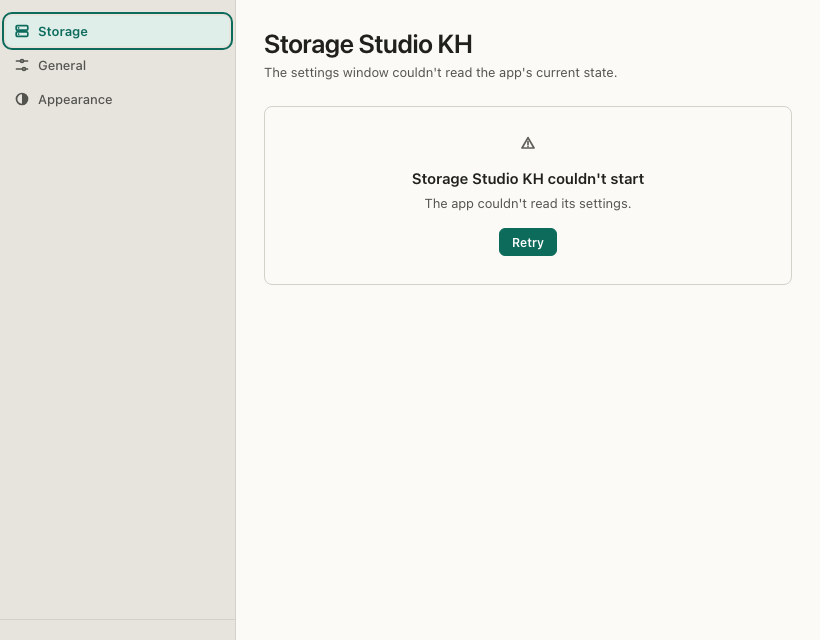 Storage
General
Appearance
Storage Studio KH
The settings window couldn't read the app's current state.
Storage Studio KH couldn't start
The app couldn't read its settings.
Retry